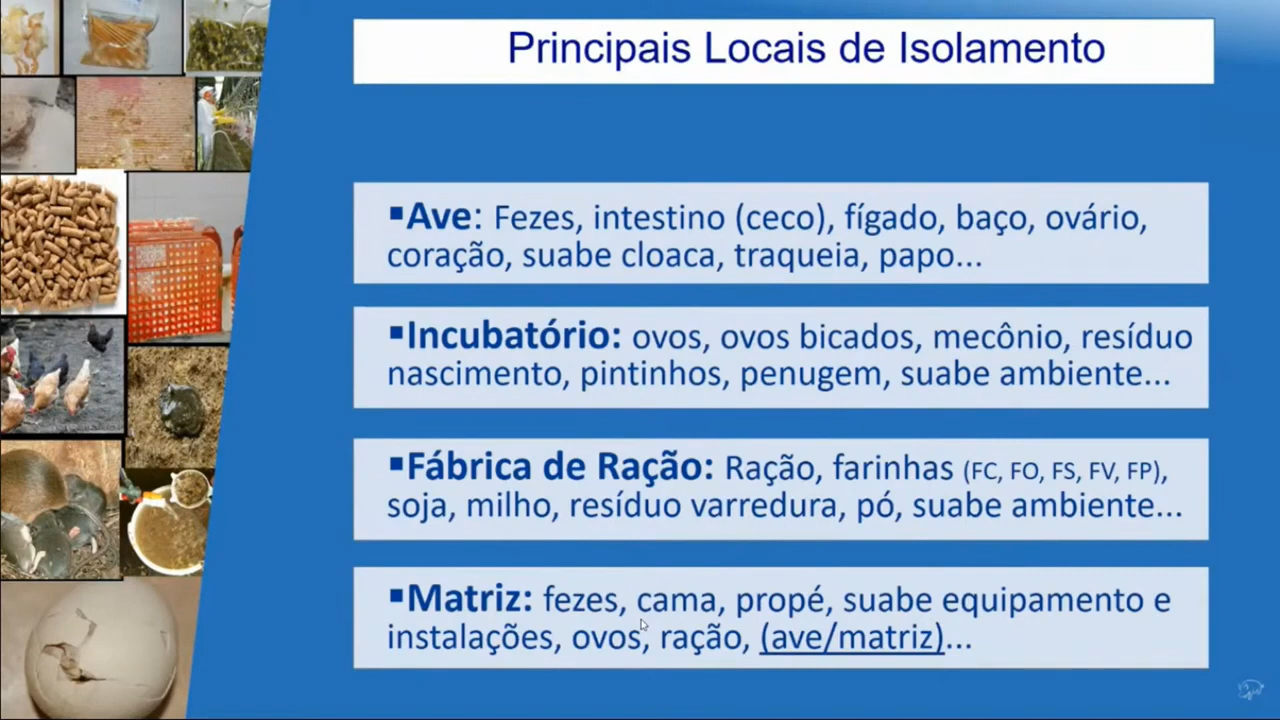 Principais Locais de Isolamento
▪Ave: Fezes, intestino (ceco), fígado, baço, ovário,
coração, suabe cloaca, traqueia, papo...
▪Incubatório: ovos, ovos bicados, mecônio, resíduo
nascimento, pintinhos, penugem, suabe ambiente...
▪Fábrica de Ração: Ração, farinhas (FC, FO, FS, FV, FP),
soja, milho, resíduo varredura, pó, suabe ambiente...
▪Matriz: fezes, cama, propé, suabe equipamento e
instalações, ovos, ração, (ave/matriz)...